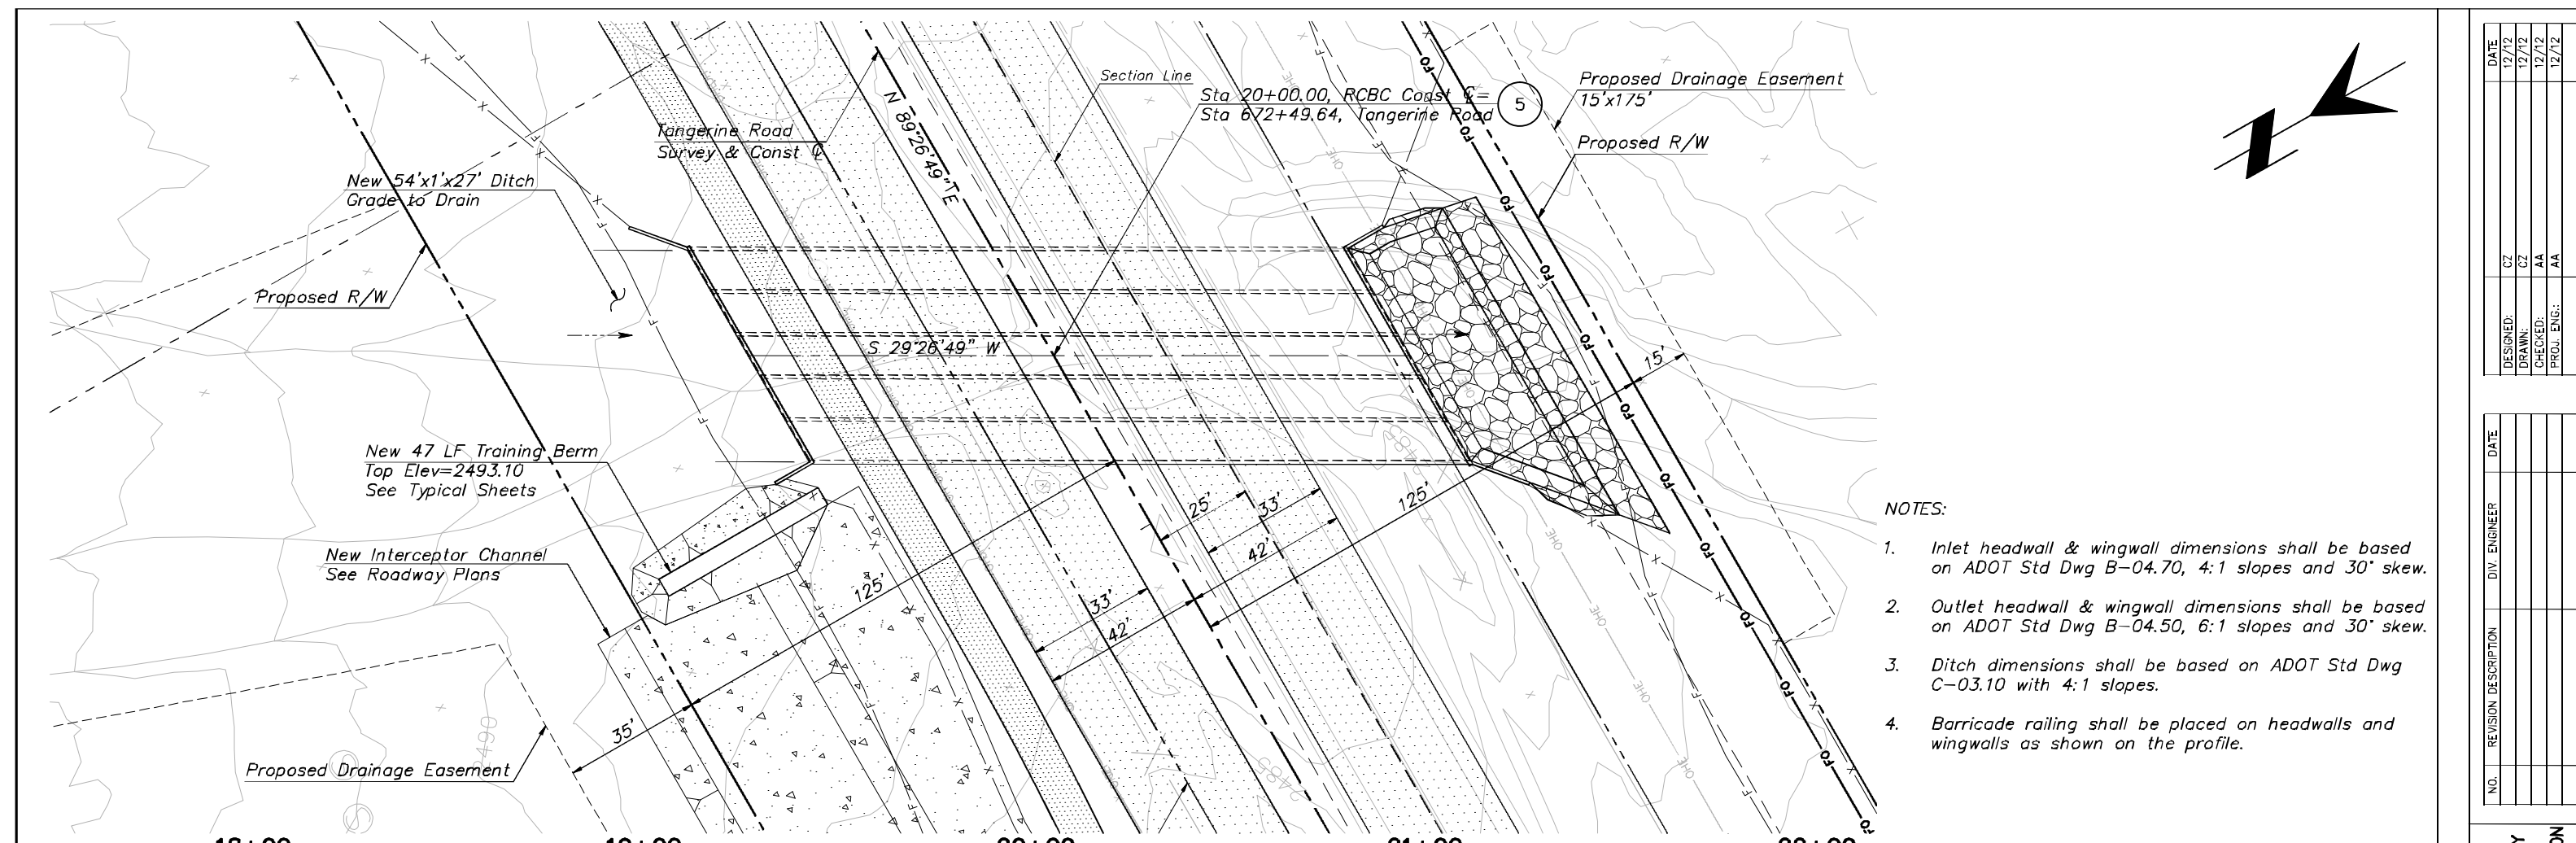 Section Line
Sta 20+00.00, RCBC Const ℄=
Sta 672+49.64, Tangerine Road
5
Proposed Drainage Easement
15'x175'
Proposed R/W
Tangerine Road
Survey & Const ℄
N 89°26'49" E
New 54'x1'x27' Ditch
Grade to Drain
Proposed R/W
S 29°26'49" W
15'
New 47 LF Training Berm
Top Elev=2493.10
See Typical Sheets
New Interceptor Channel
See Roadway Plans
125'
25'
33'
42'
125'
33'
42'
35'
Proposed Drainage Easement
NOTES:
1. Inlet headwall & wingwall dimensions shall be based
on ADOT Std Dwg B-04.70, 4:1 slopes and 30° skew.
2. Outlet headwall & wingwall dimensions shall be based
on ADOT Std Dwg B-04.50, 6:1 slopes and 30° skew.
3. Ditch dimensions shall be based on ADOT Std Dwg
C-03.10 with 4:1 slopes.
4. Barricade railing shall be placed on headwalls and
wingwalls as shown on the profile.
DATE
DESIGNED: CZ 12/12
DRAWN: CZ 12/12
CHECKED: AA 12/12
PROJ. ENG.: AA 12/12
NO. REVISION DESCRIPTION DIV. ENGINEER DATE